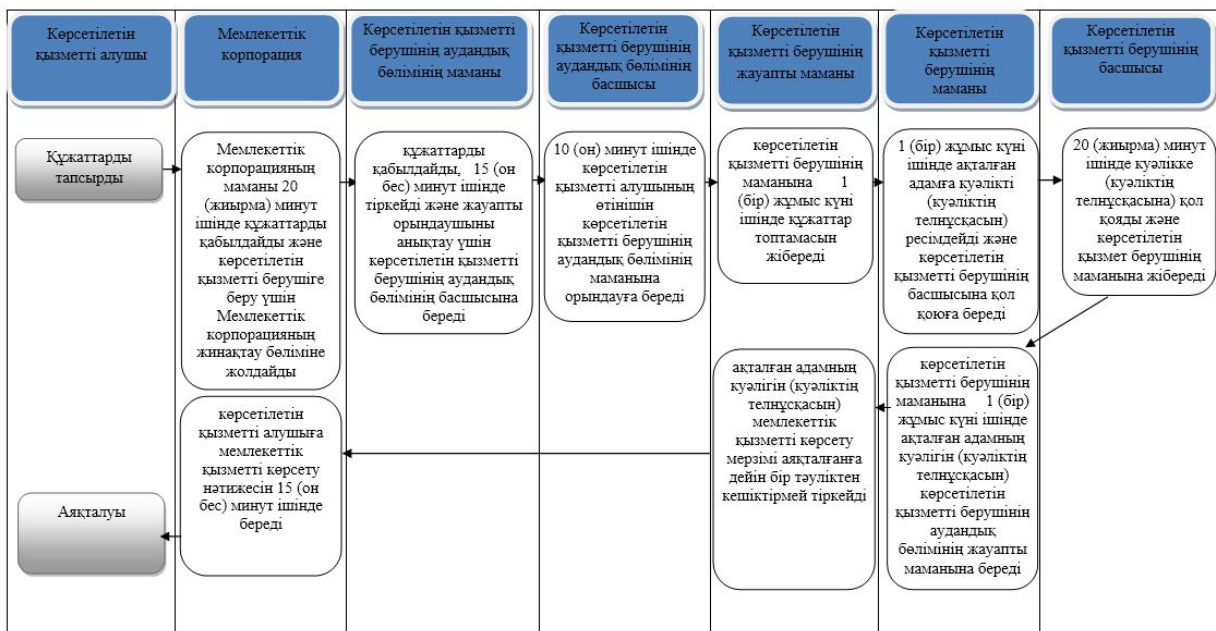 Көрсетілетін
қызметті алушы
Мемлекеттік
корпорация
Көрсетілетін қызметті
берушінің аудандық
бөлімінің маманы
Көрсетілетін
қызметті берушінің
аудандық бөлімінің
басшысы
Көрсетілетін
қызметті берушінің
жауапты маманы
Көрсетілетін
қызметті
берушінің
маманы
Көрсетілетін
қызметті берушінің
басшысы
Құжаттарды
тапсырды
Мемлекеттік
корпорацияның
маманы 20
(жиырма) минут
ішінде құжаттарды
қабылдайды және
көрсетілетін
қызметті берушіге
беру үшін
Мемлекеттік
корпорацияның
жинақтау бөліміне
жолдайды
құжаттарды
қабылдайды, 15 (он
бес) минут ішінде
тіркейді және жауапты
орындаушыны
анықтау үшін
көрсетілетін қызметті
берушінің аудандық
бөлімінің басшысына
береді
10 (он) минут ішінде
көрсетілетін
қызметті алушының
өтінішін
көрсетілетін
қызметті берушінің
аудандық бөлімінің
маманына
орындауға береді
көрсетілетін
қызметті берушінің
маманына 1
(бір) жұмыс күні
ішінде құжаттар
топтамасын
жібереді
1 (бір) жұмыс күні
ішінде ақталған
адамға куәлікті
(куәліктің
телнұсқасын)
ресімдейді және
көрсетілетін
қызметті берушінің
басшысына қол
қоюға береді
20 (жиырма) минут
ішінде куәлікке
(куәліктің
телнұсқасына) қол
қояды және
көрсетілетін
қызмет берушінің
маманына жібереді
көрсетілетін
қызметті берушінің
маманына 1 (бір)
жұмыс күні ішінде
ақталған адамның
куәлігін (куәліктің
телнұсқасын)
көрсетілетін
қызметті берушінің
аудандық
бөлімінің жауапты
маманына береді
ақталған адамның
куәлігін (куәліктің
телнұсқасын)
мемлекеттік
қызметті көрсету
мерзімі аяқталғанға
дейін бір тәуліктен
кешіктірмей тіркейді
көрсетілетін
қызметті алушыға
мемлекеттік
қызметті көрсету
нәтижесін 15 (он
бес) минут ішінде
береді
Аяқталуы